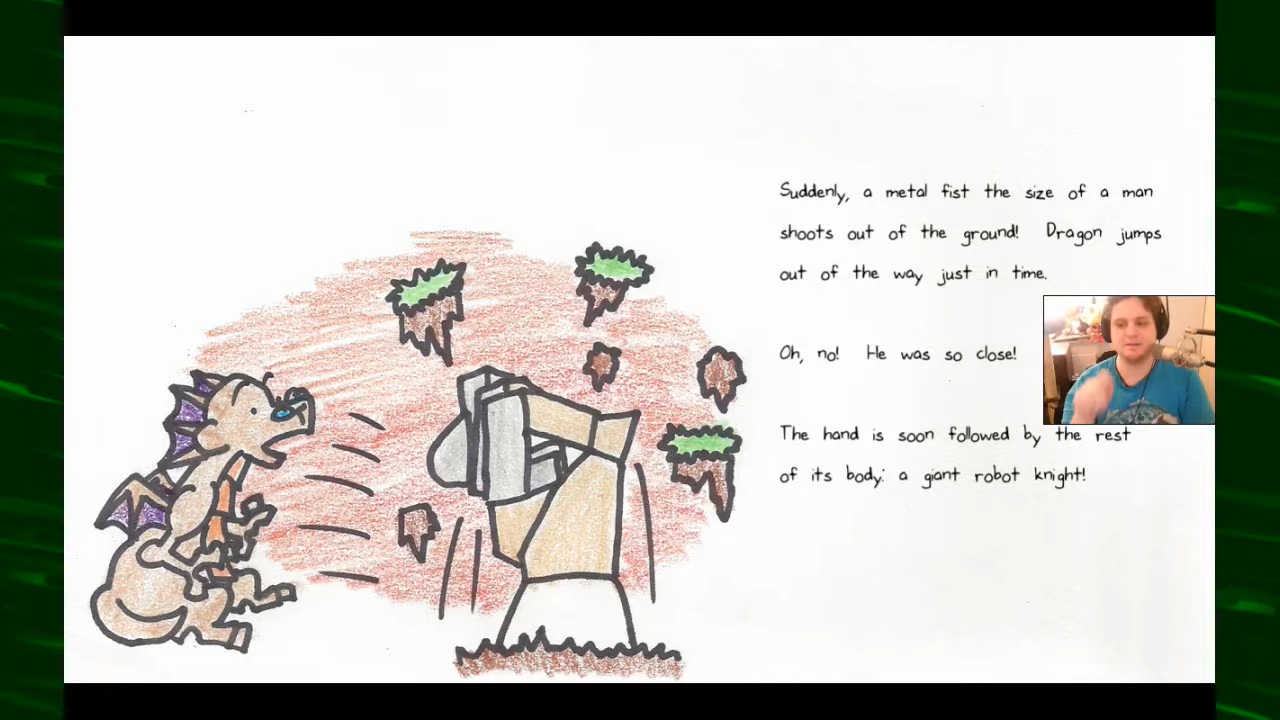 Suddenly, a metal fist the size of a man
shoots out of the ground! Dragon jumps
out of the way just in time.
Oh, no! He was so close!
The hand is soon followed by the rest
of its body: a giant robot knight!